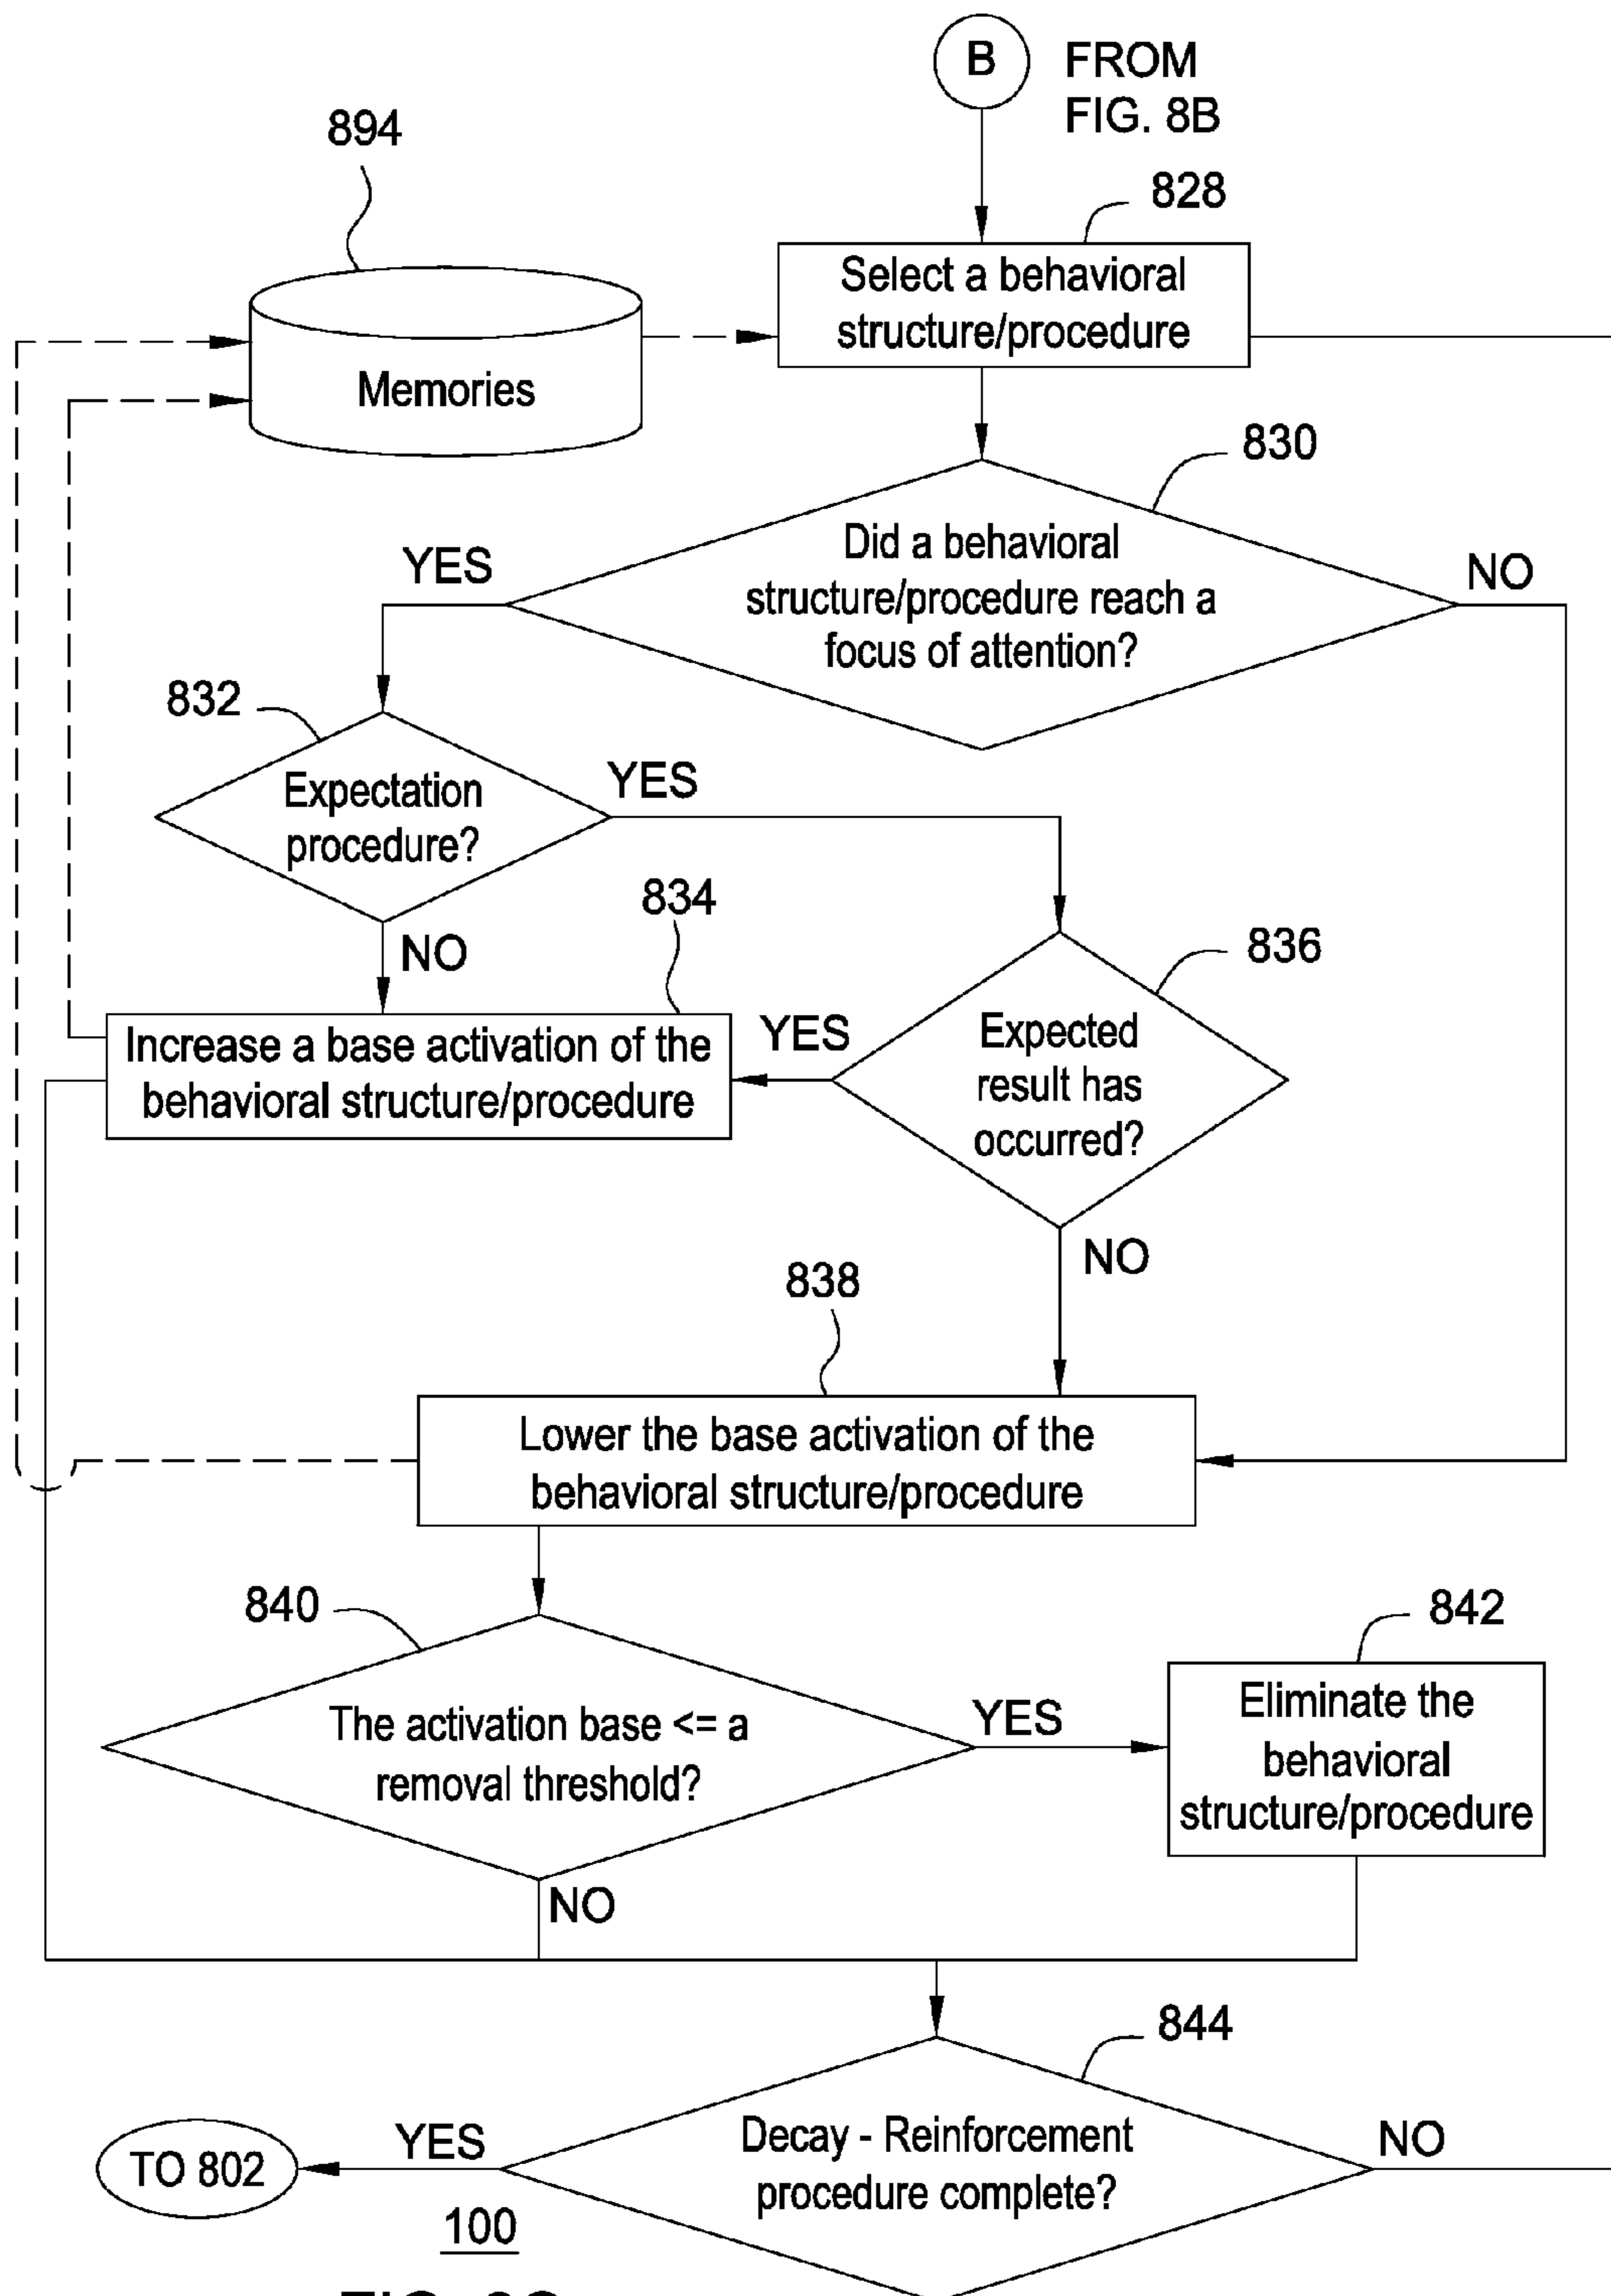 B
FROM
FIG. 8B
894
828
Select a behavioral
structure/procedure
Memories
830
Did a behavioral
structure/procedure reach a
focus of attention?
YES
NO
832
Expectation
procedure?
YES
834
NO
836
Increase a base activation of the
behavioral structure/procedure
YES
Expected
result has
occurred?
NO
838
Lower the base activation of the
behavioral structure/procedure
840
842
The activation base <= a
removal threshold?
YES
Eliminate the
behavioral
structure/procedure
NO
844
Decay - Reinforcement
procedure complete?
YES
NO
TO 802
100